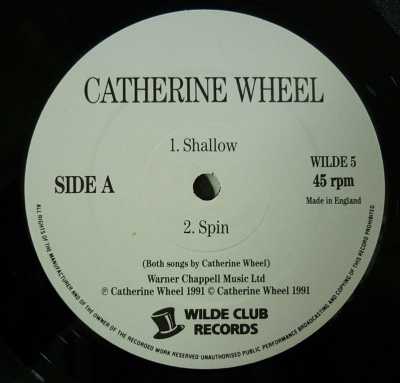 CATHERINE WHEEL
1. Shallow
SIDE A
WILDE 5
45 rpm
Made in England
2. Spin
(Both songs by Catherine Wheel)
Warner Chappell Music Ltd
℗ Catherine Wheel 1991 © Catherine Wheel 1991
WILDE CLUB
RECORDS
ALL RIGHTS OF THE MANUFACTURER AND OF THE OWNER OF THE RECORDED WORK RESERVED · UNAUTHORISED PUBLIC PERFORMANCE BROADCASTING AND COPYING OF THIS RECORD PROHIBITED